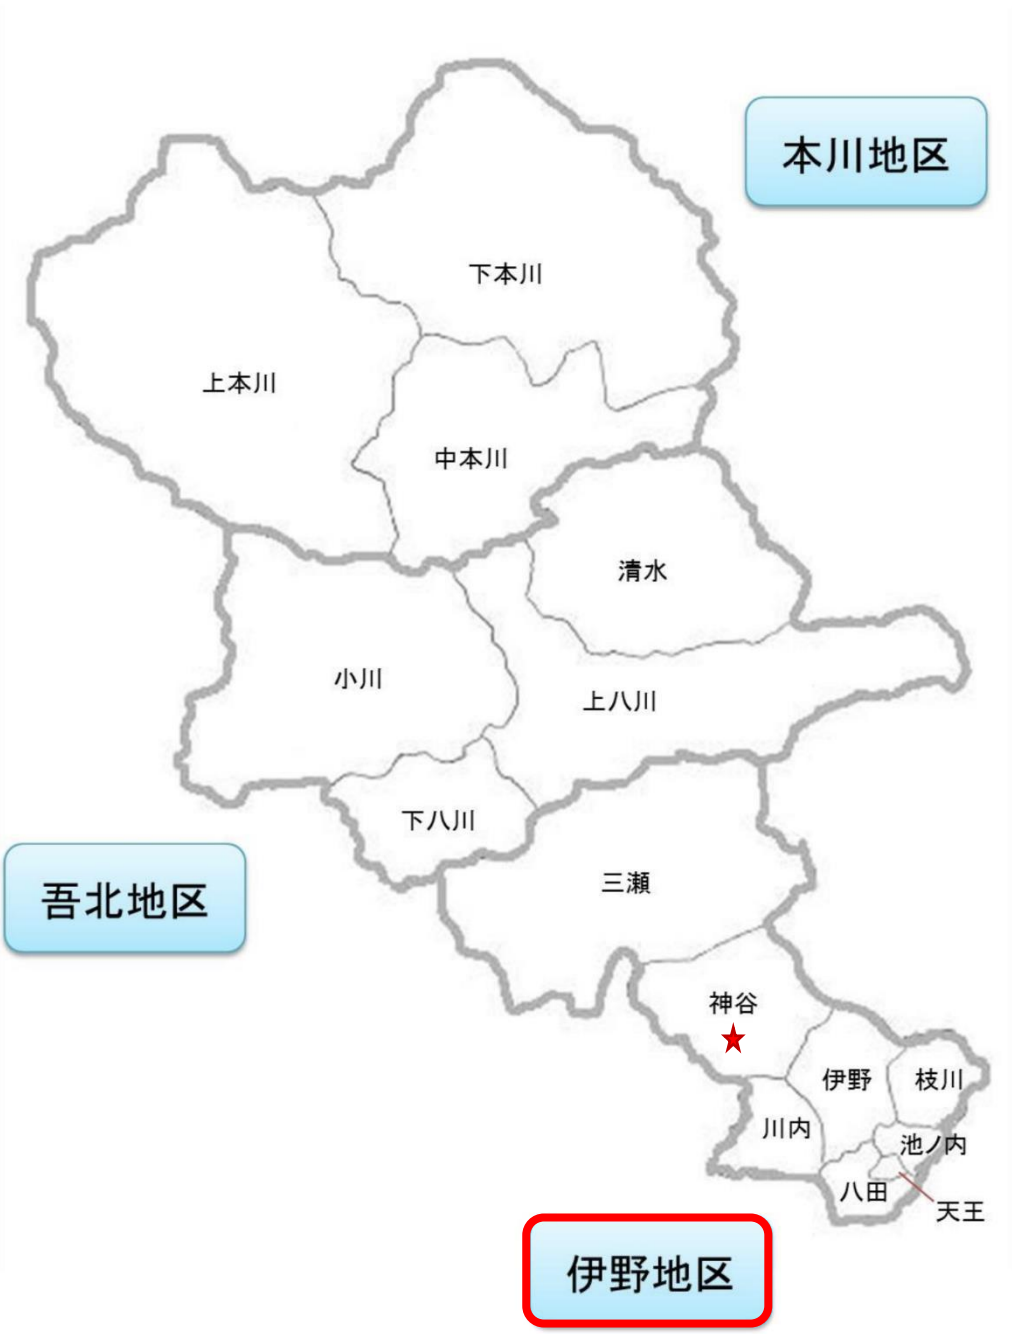 本川地区
下本川
上本川
中本川
清水
小川
上八川
下八川
吾北地区
三瀬
神谷
伊野
枝川
川内
池ノ内
八田
天王
伊野地区